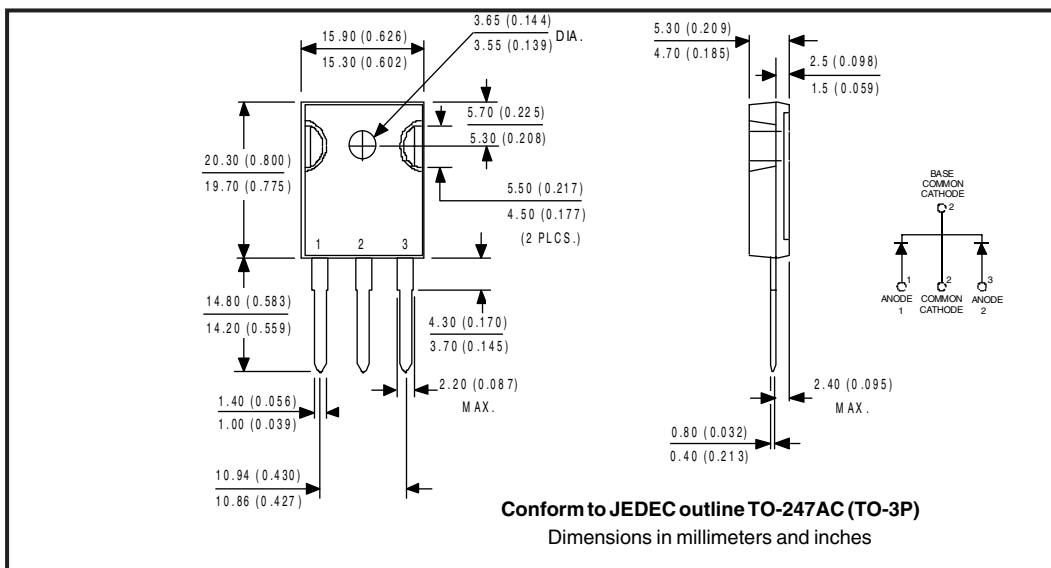 3.65 (0.144)
3.55 (0.139)
DIA.
15.90 (0.626)
15.30 (0.602)
5.30 (0.209)
4.70 (0.185)
2.5 (0.098)
1.5 (0.059)
5.70 (0.225)
5.30 (0.208)
20.30 (0.800)
19.70 (0.775)
5.50 (0.217)
4.50 (0.177)
(2 PLCS.)
1 2 3
BASE
COMMON
CATHODE
2
1 2 3
ANODE
1
COMMON
CATHODE
ANODE
2
14.80 (0.583)
14.20 (0.559)
4.30 (0.170)
3.70 (0.145)
2.20 (0.087)
MAX.
2.40 (0.095)
MAX.
1.40 (0.056)
1.00 (0.039)
0.80 (0.032)
0.40 (0.213)
10.94 (0.430)
10.86 (0.427)
Conform to JEDEC outline TO-247AC (TO-3P)
Dimensions in millimeters and inches